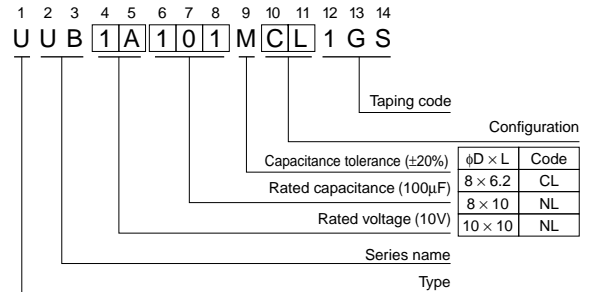 1 2 3 4 5 6 7 8 9 10 11 12 13 14
U U B 1 A 1 0 1 M C L 1 G S
Taping code
Configuration
Capacitance tolerance (±20%)
Rated capacitance (100µF)
Rated voltage (10V)
Series name
Type
ϕD × L Code
8 × 6.2 CL
8 × 10 NL
10 × 10 NL